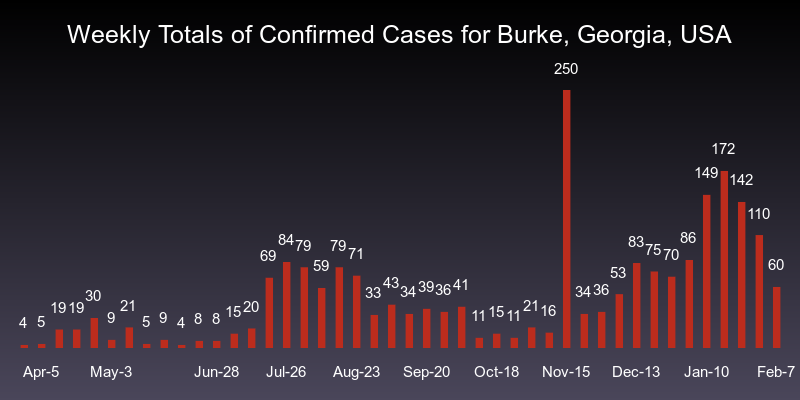 Weekly Totals of Confirmed Cases for Burke, Georgia, USA
4 5 19 19 30 9 21 5 9 4 8 8 15 20 69 84 79 59 79 71 33 43 34 39 36 41 11 15 11 21 16 250 34 36 53 83 75 70 86 149 172 142 110 60
Apr-5 May-3 Jun-28 Jul-26 Aug-23 Sep-20 Oct-18 Nov-15 Dec-13 Jan-10 Feb-7